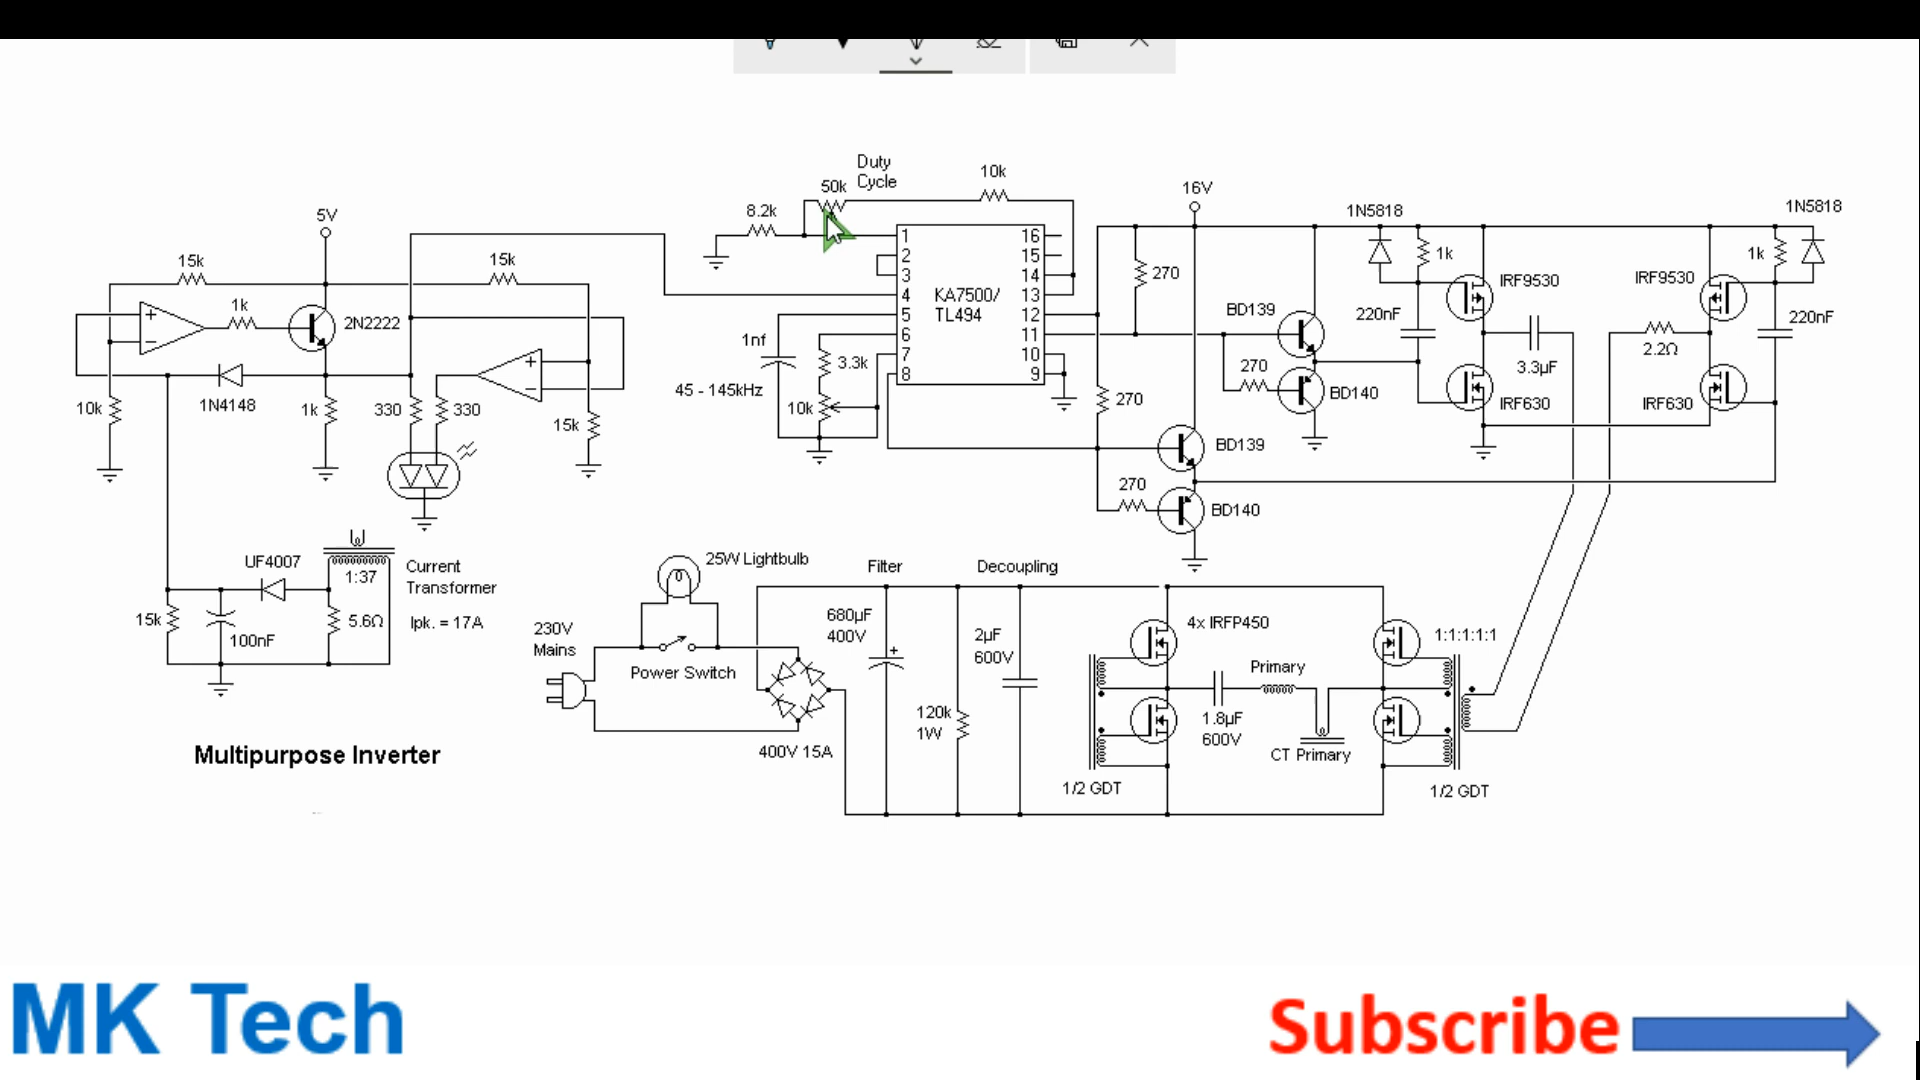 Duty
Cycle
50k
10k
8.2k
16V
1N5818
1N5818
5V
15k
15k
1k
2N2222
1N4148
10k
1k
330
330
15k
1
2
3
4
5
6
7
8
16
15
14
13
12
11
10
9
KA7500/
TL494
1nf
3.3k
45 - 145kHz
10k
270
270
BD139
270
BD140
BD139
270
BD140
1k
IRF9530
220nF
3.3µF
IRF630
1k
IRF9530
220nF
2.2Ω
IRF630
UF4007
1:37
Current
Transformer
Ipk. = 17A
15k
100nF
5.6Ω
25W Lightbulb
230V
Mains
Power Switch
400V 15A
Filter
Decoupling
680µF
400V
2µF
600V
120k
1W
4x IRFP450
1:1:1:1:1
Primary
1.8µF
600V
CT Primary
1/2 GDT
1/2 GDT
Multipurpose Inverter
MK Tech
Subscribe